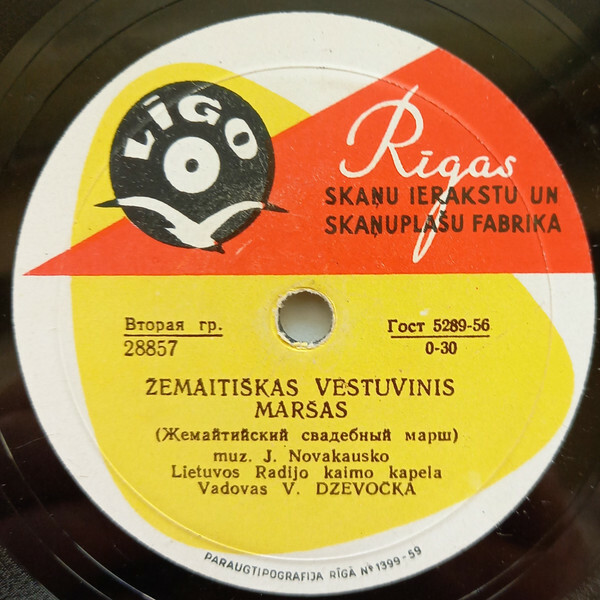 LĪGO
Rīgas
SKAŅU IERAKSTU UN
SKAŅUPLAŠU FABRIKA
Вторая гр.
28857
Гост 5289-56
0-30
ŽEMAITIŠKAS VESTUVINIS
MARŠAS
(Жемайтийский свадебный марш)
muz. J. Novakausko
Lietuvos Radijo kaimo kapela
Vadovas V. DZEVOČKA
PARAUGTIPOGRAFIJA RĪGĀ Nº 1399-59